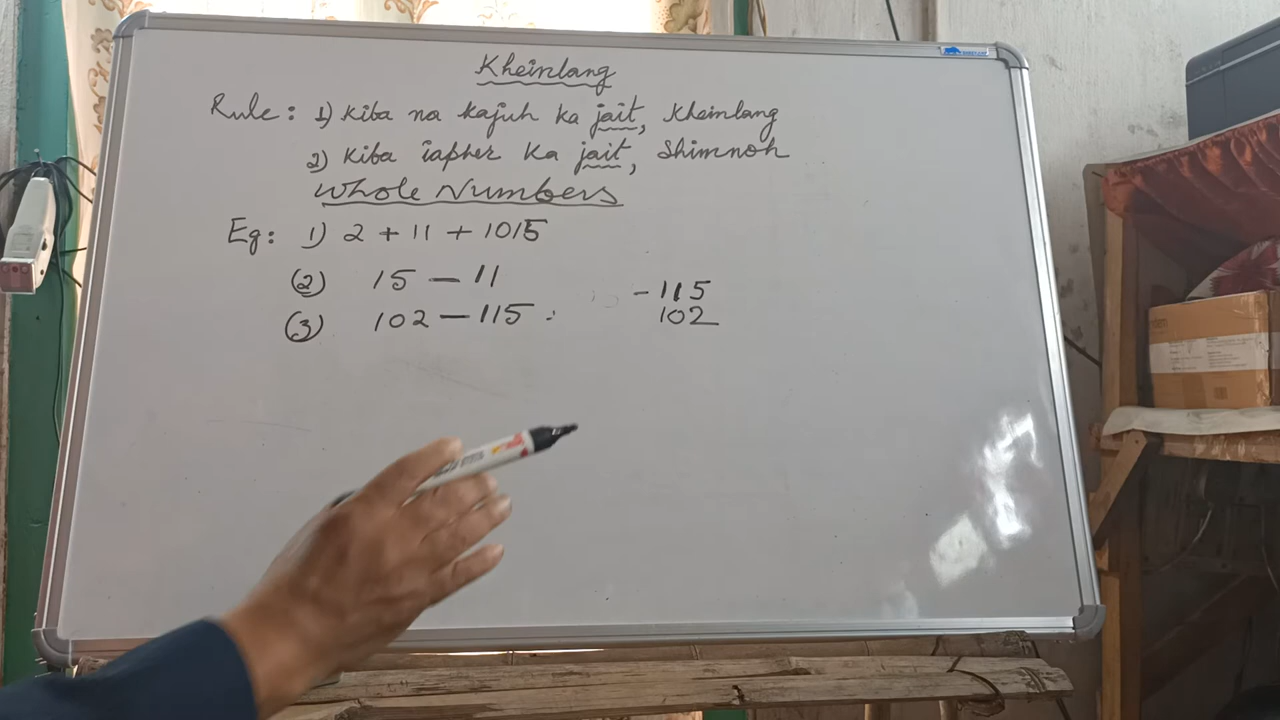 Kheinlang
Rule: 1) Kiba na kajuh ka jait, Kheinlang
2) Kiba iapher ka jait, Shimnoh
Whole Numbers
Eg: 1) 2 + 11 + 1015
(2) 15 - 11
(3) 102 - 115 :
- 115
102